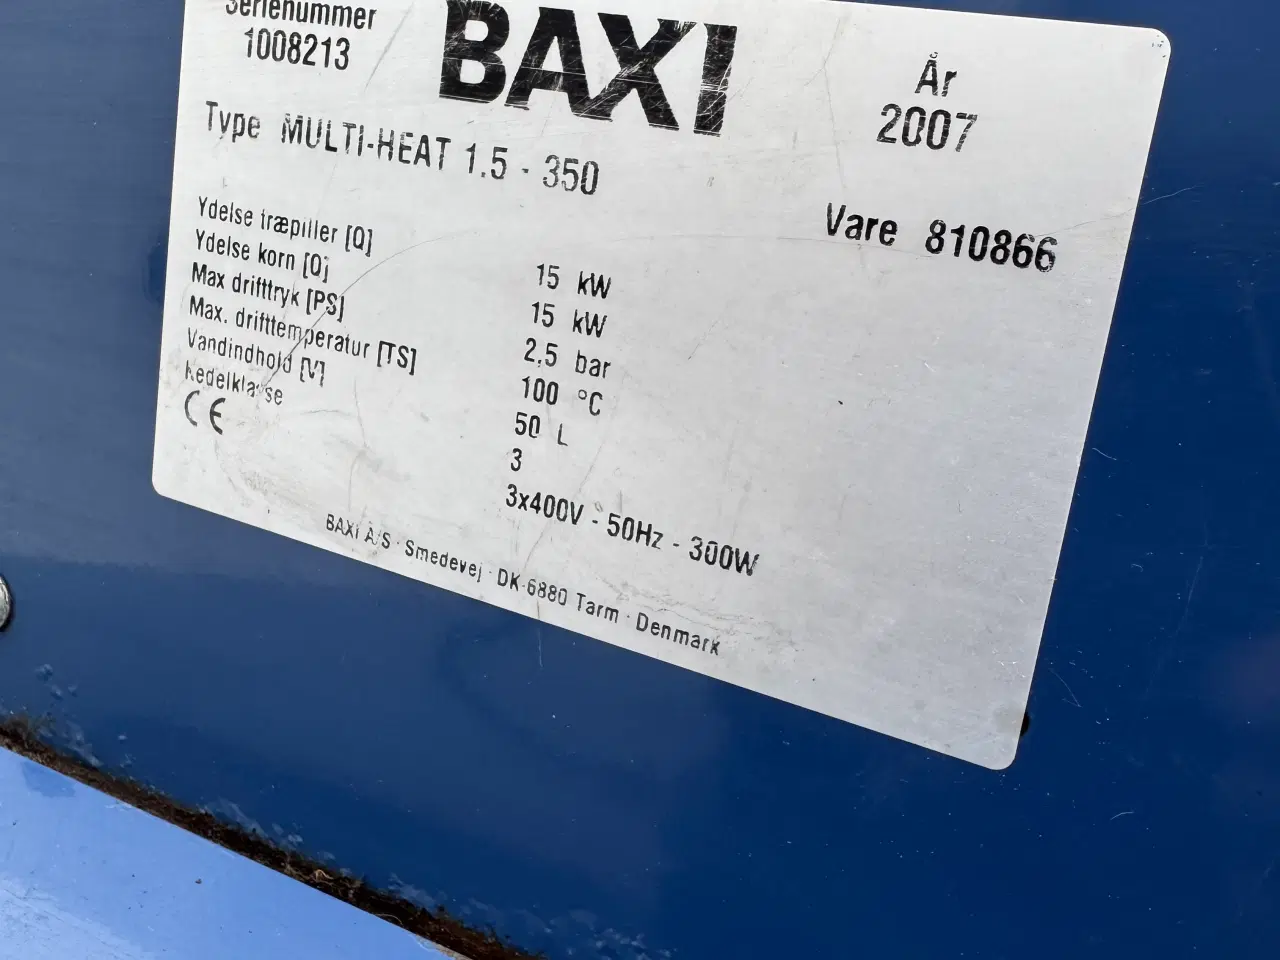 Serienummer
1008213
BAXI
År
2007
Type MULTI-HEAT 1.5 - 350
Vare 810866
Ydelse træpiller [Q] 15 kW
Ydelse korn [Q] 15 kW
Max drifttryk [PS] 2,5 bar
Max. drifttemperatur [TS] 100 °C
Vandindhold [V] 50 L
Kedelklasse 3
CE 3x400V - 50Hz - 300W
BAXI A/S · Smedevej · DK-6880 Tarm · Denmark